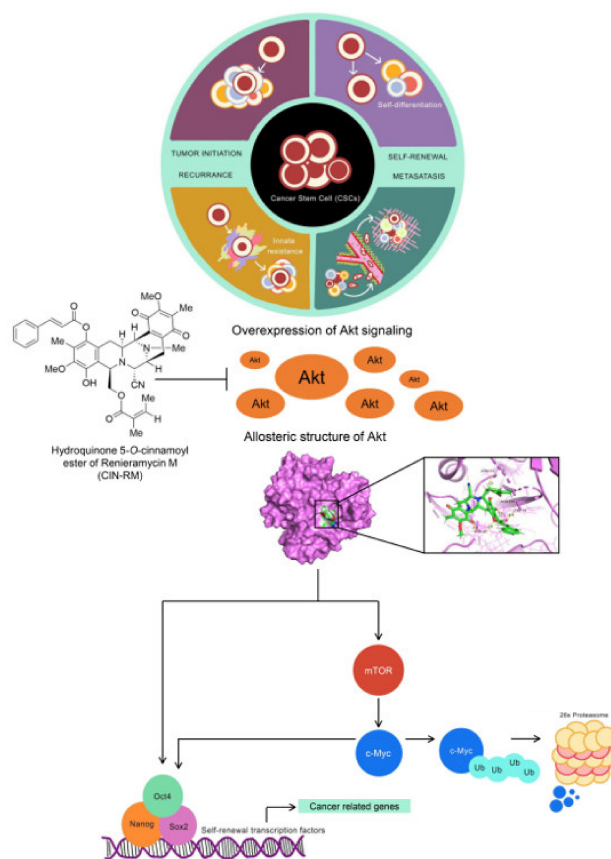 Self-differentiation
TUMOR INITIATION
RECURRANCE
SELF-RENEWAL
METASATASIS
Cancer Stem Cell (CSCs)
Innate
resistance
MeO
Me
O
O
O
O
Me
N
Me
N
MeO
OH
CN
H
O
O
Me
Me
H
Hydroquinone 5-O-cinnamoyl
ester of Renieramycin M
(CIN-RM)
Overexpression of Akt signaling
Akt
Akt
Akt
Akt
Akt
Akt
Akt
Allosteric structure of Akt
mTOR
c-Myc
c-Myc
Ub
Ub
Ub
Ub
26s Proteasome
Oct4
Nanog
Sox2
Self-renewal transcription factors
Cancer related genes